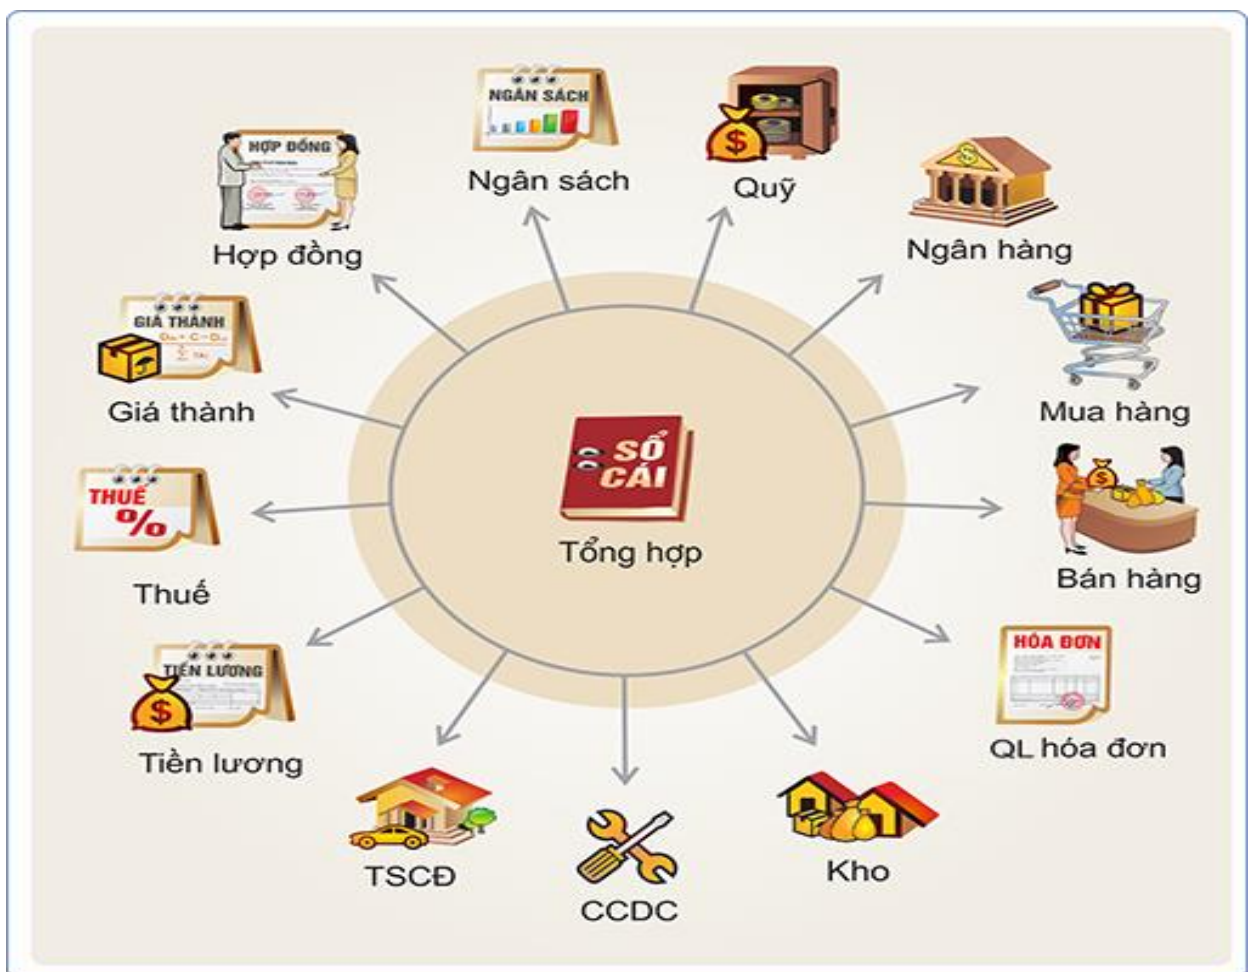 NGÂN SÁCH
Ngân sách
$
Quỹ
$
Ngân hàng
Mua hàng
Bán hàng
HÓA ĐƠN
QL hóa đơn
Kho
CCDC
TSCĐ
TIỀN LƯƠNG
$
Tiền lương
THUẾ
%
Thuế
GIÁ THÀNH
Giá thành
HỢP ĐỒNG
Hợp đồng
SỔ
CÁI
Tổng hợp